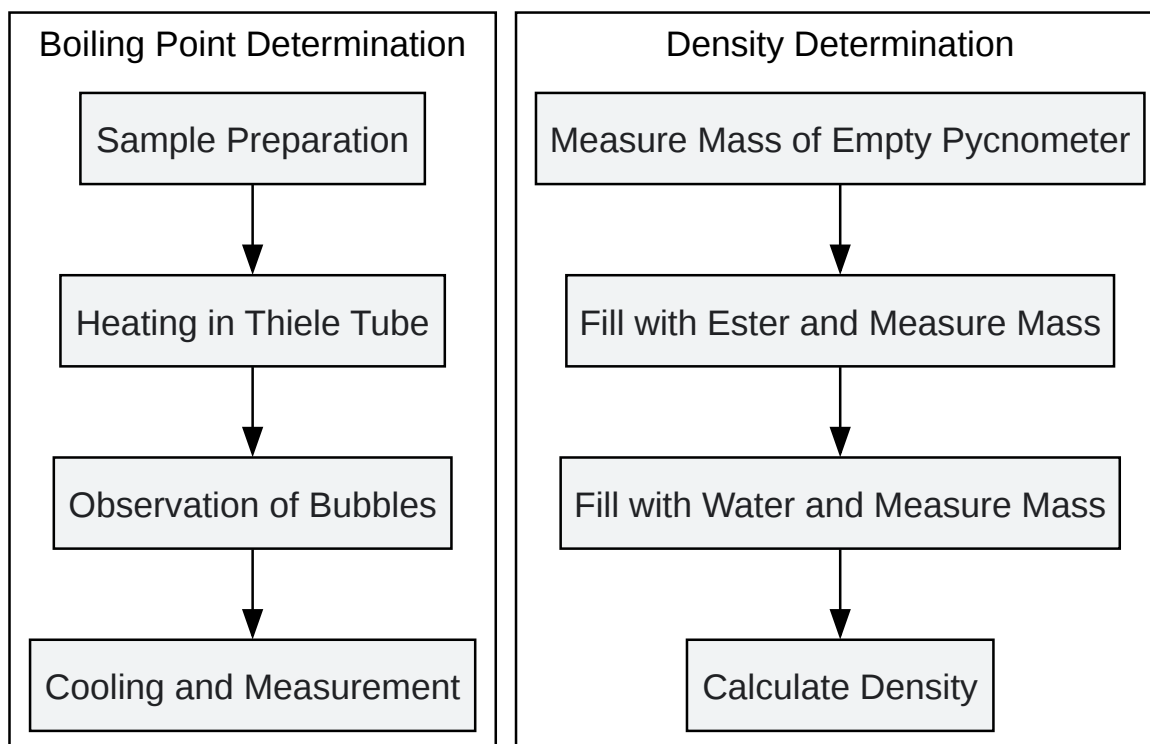 Boiling Point Determination
Sample Preparation
Heating in Thiele Tube
Observation of Bubbles
Cooling and Measurement
Density Determination
Measure Mass of Empty Pycnometer
Fill with Ester and Measure Mass
Fill with Water and Measure Mass
Calculate Density